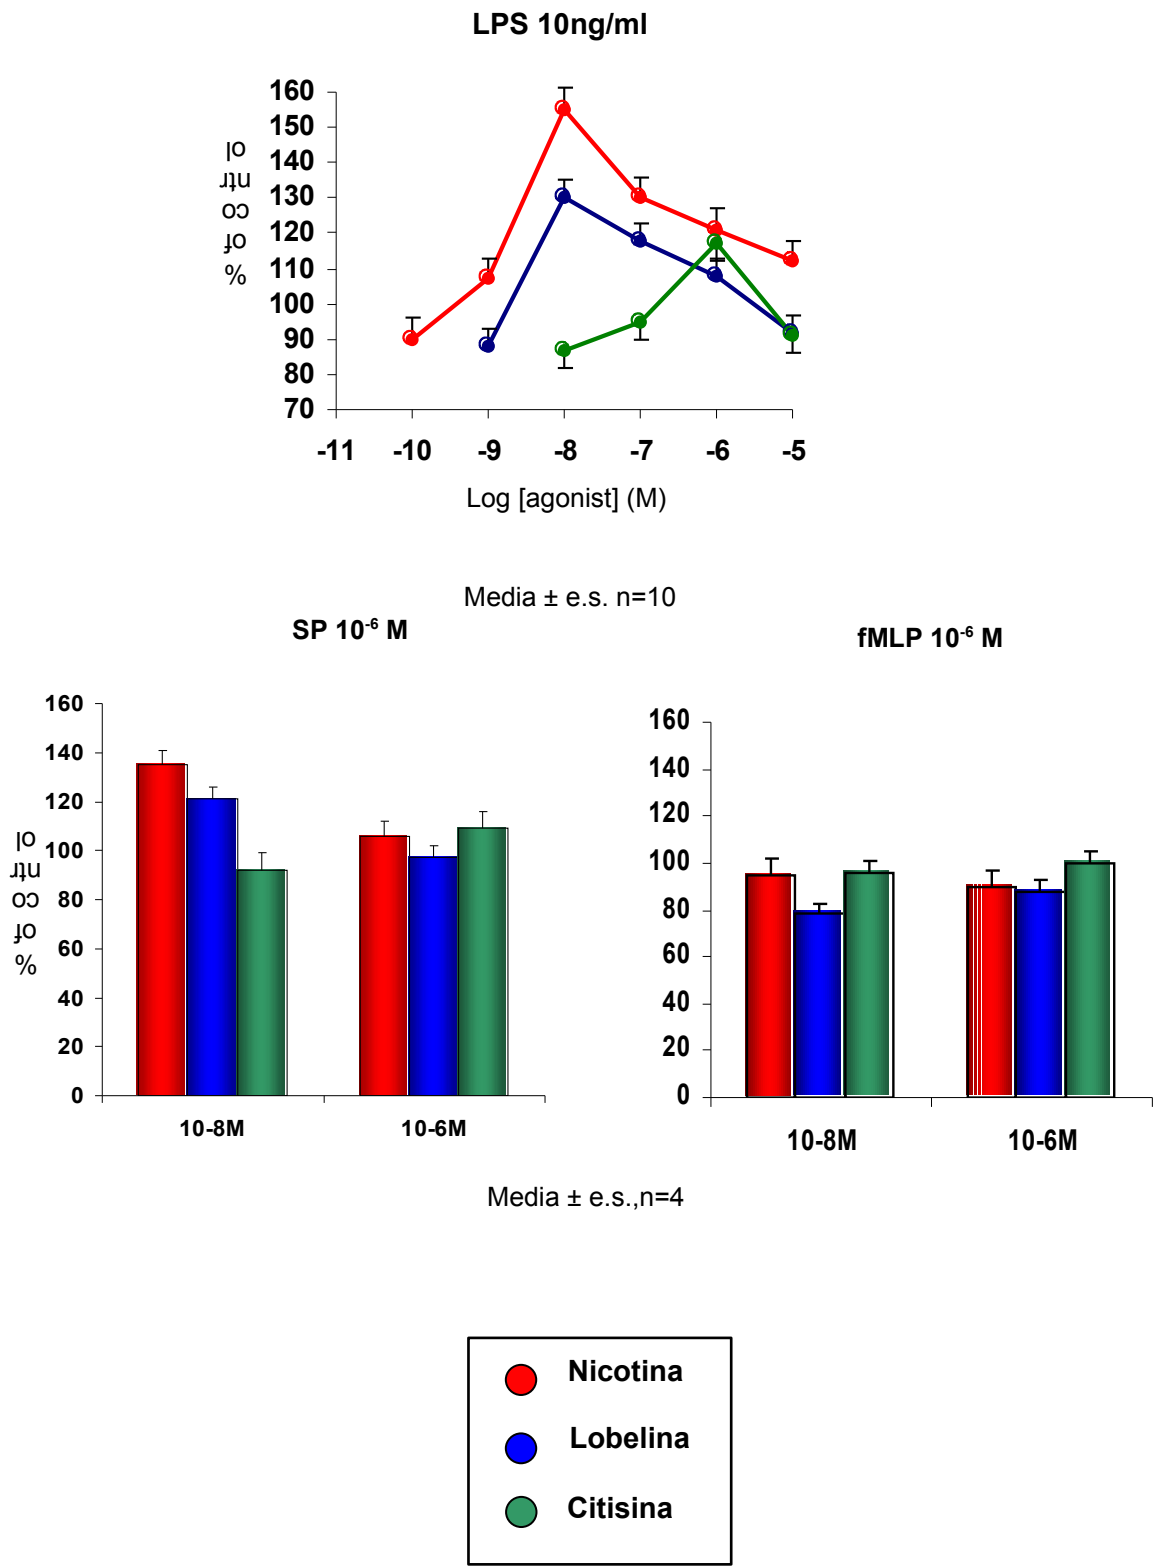 LPS 10ng/ml
160
150
140
130
120
110
100
90
80
70
% of co ntr ol
-11 -10 -9 -8 -7 -6 -5
Log [agonist] (M)
Media ± e.s. n=10
SP 10⁻⁶ M
160
140
120
100
80
60
40
20
0
% of co ntr ol
10-8M 10-6M
fMLP 10⁻⁶ M
160
140
120
100
80
60
40
20
0
10-8M 10-6M
Media ± e.s.,n=4
Nicotina
Lobelina
Citisina